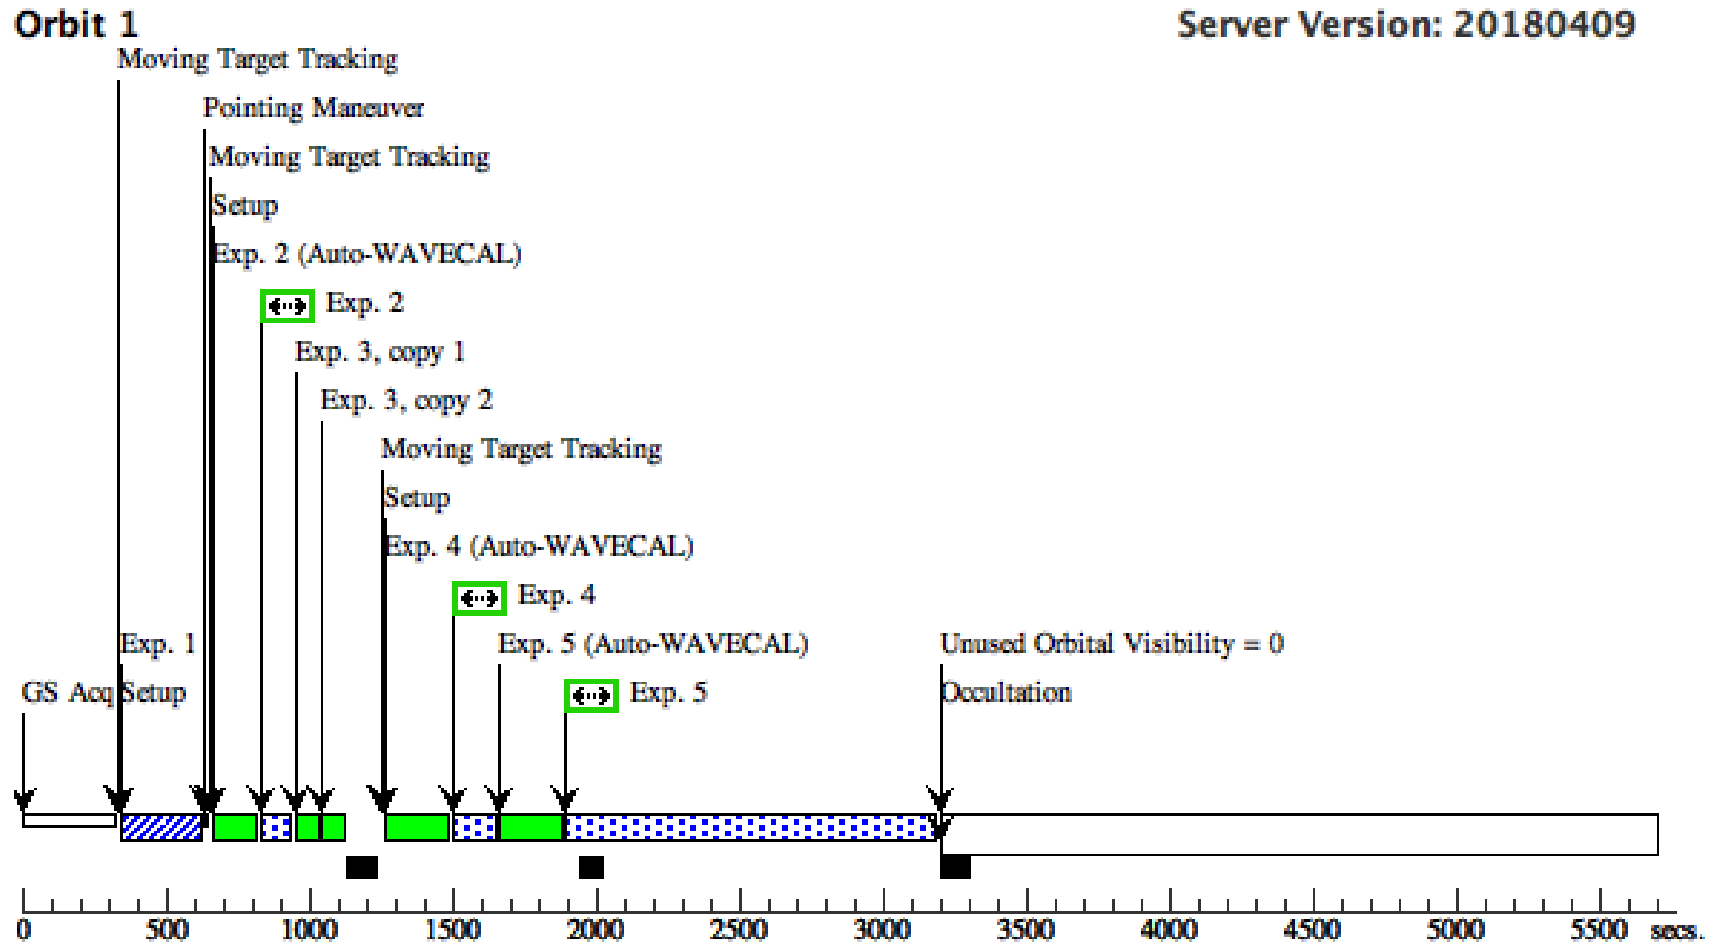 Orbit 1
Server Version: 20180409
Moving Target Tracking
Pointing Maneuver
Moving Target Tracking
Setup
Exp. 2 (Auto-WAVECAL)
Exp. 2
Exp. 3, copy 1
Exp. 3, copy 2
Moving Target Tracking
Setup
Exp. 4 (Auto-WAVECAL)
Exp. 4
Exp. 1
Exp. 5 (Auto-WAVECAL)
Unused Orbital Visibility = 0
GS Acq
Setup
Exp. 5
Occultation
0 500 1000 1500 2000 2500 3000 3500 4000 4500 5000 5500 secs.